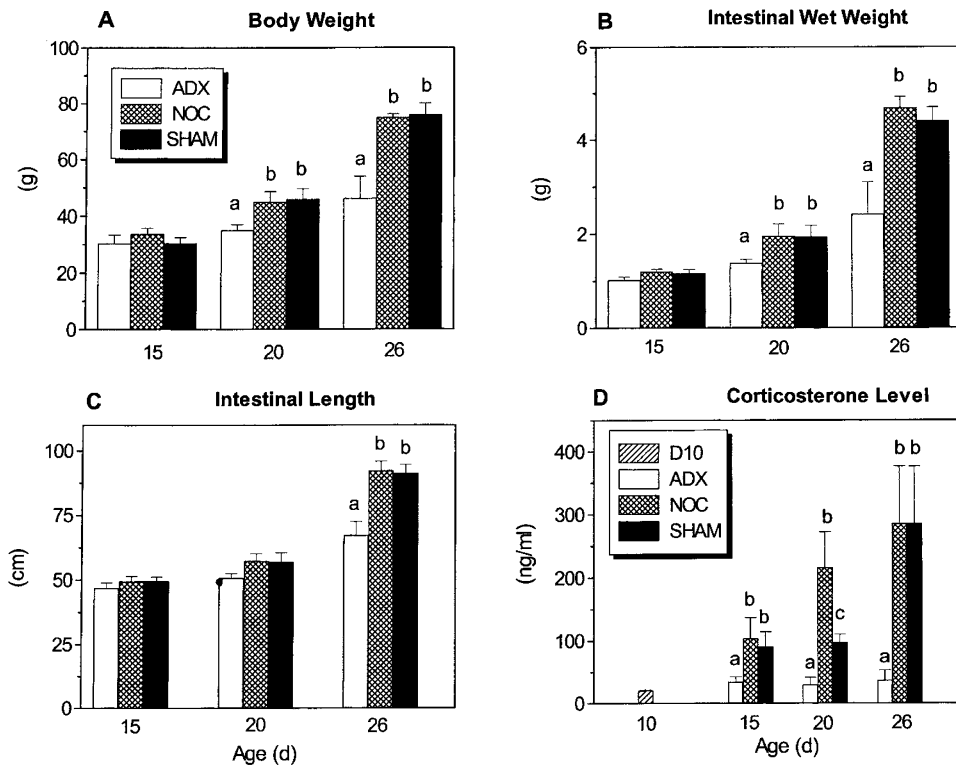 A Body Weight
100
80
60
40
20
0
(g)
ADX
NOC
SHAM
a
b
b
a
b
b
15 20 26
B Intestinal Wet Weight
6
4
2
0
(g)
a
b
b
a
b
b
15 20 26
C Intestinal Length
100
75
50
25
0
(cm)
a
b
b
15 20 26
Age (d)
D Corticosterone Level
400
300
200
100
0
(ng/ml)
D10
ADX
NOC
SHAM
a
b
b
a
b
c
a
b
b
10 15 20 26
Age (d)